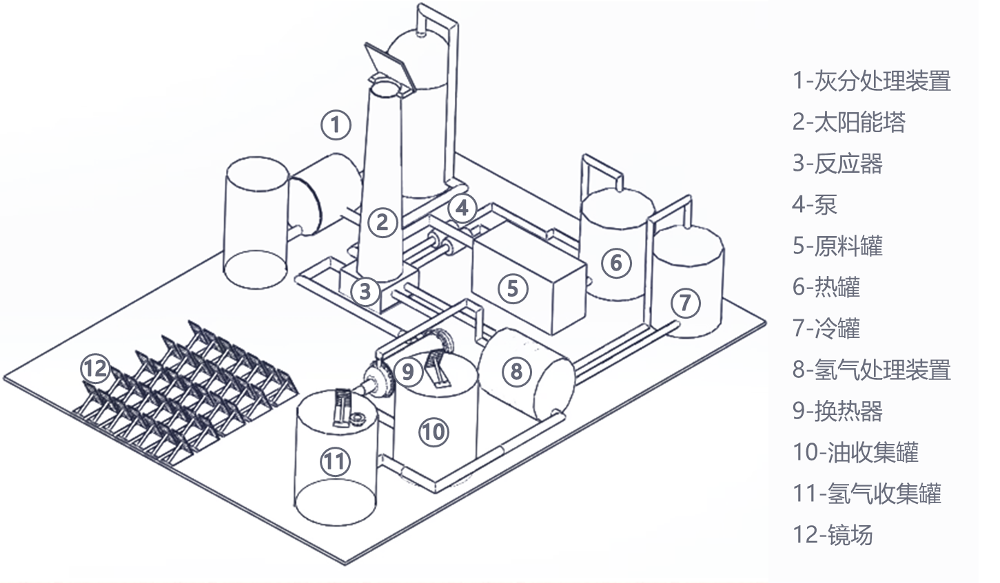 1
4
2
6
5
3
7
12
9
8
10
11
1-灰分处理装置
2-太阳能塔
3-反应器
4-泵
5-原料罐
6-热罐
7-冷罐
8-氢气处理装置
9-换热器
10-油收集罐
11-氢气收集罐
12-镜场